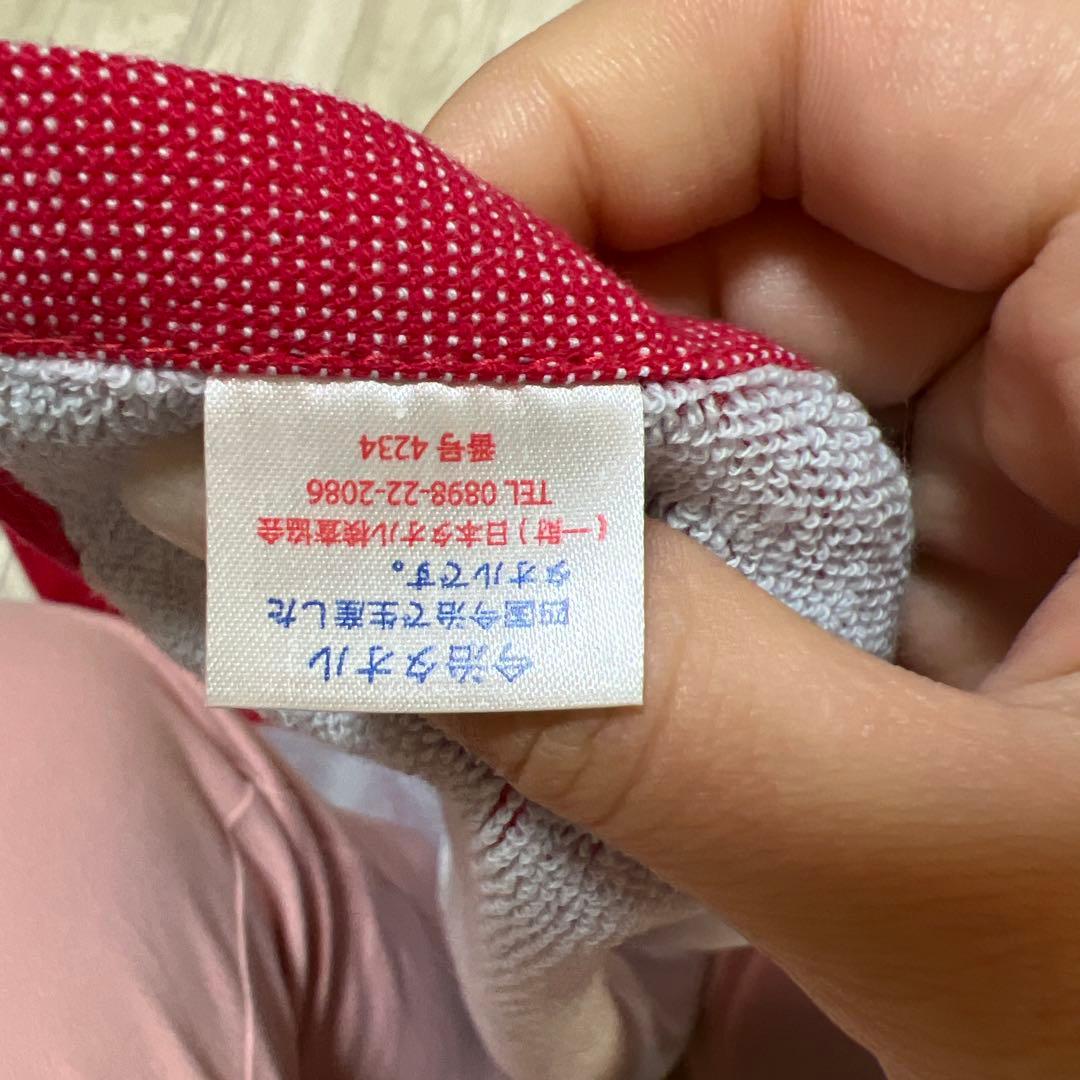 今治タオル
四国今治で生産した
タオルです。
(一財)日本タオル検査協会
TEL 0898-22-2086
番号 4234